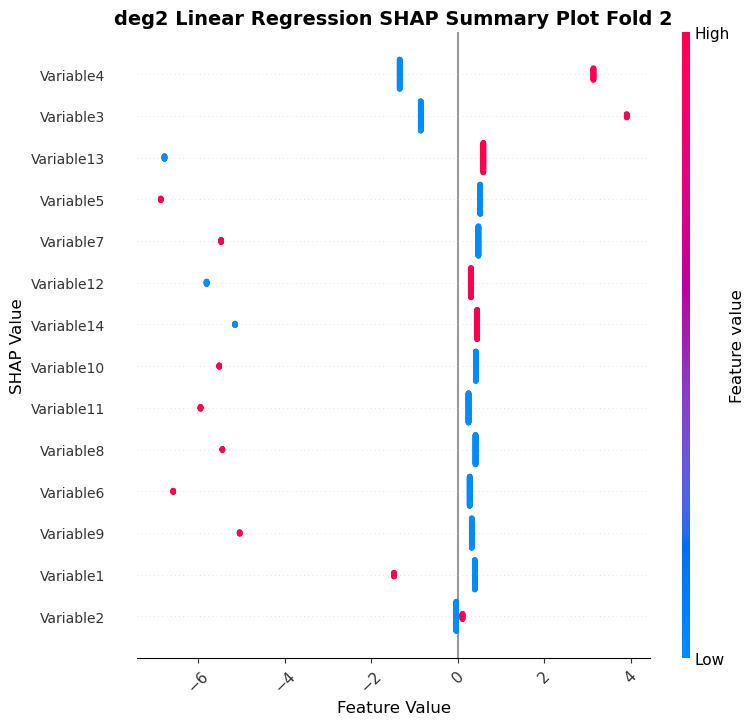 deg2 Linear Regression SHAP Summary Plot Fold 2
High
Variable4
Variable3
Variable13
Variable5
Variable7
Variable12
Variable14
Variable10
Variable11
Variable8
Variable6
Variable9
Variable1
Variable2
SHAP Value
Feature value
Low
−6 −4 −2 0 2 4
Feature Value